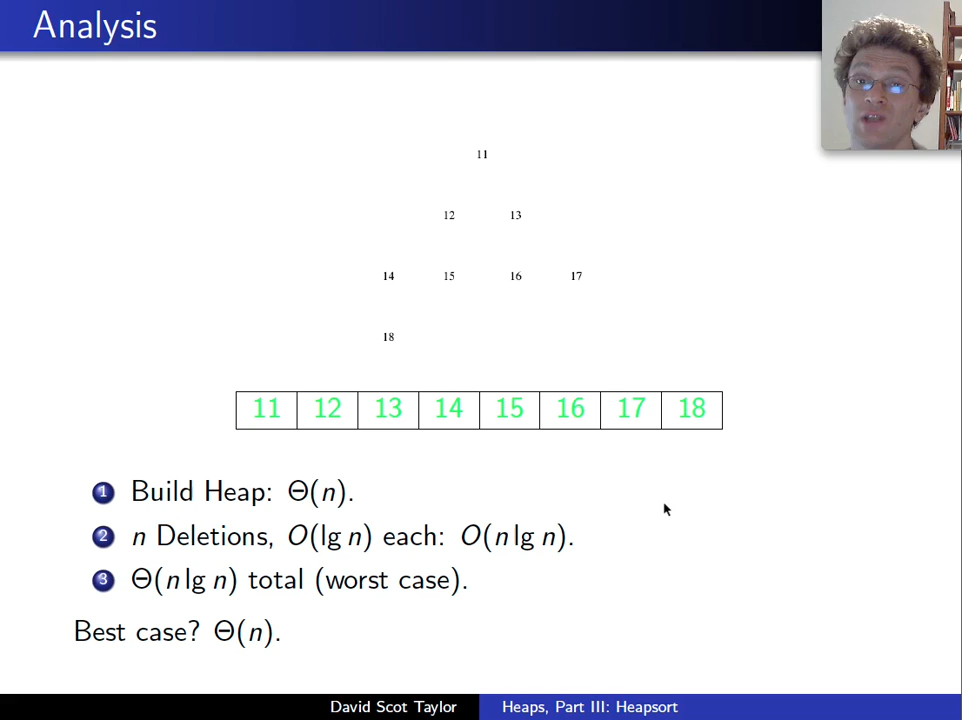 Analysis
11
12 13
14 15 16 17
18
11 12 13 14 15 16 17 18
1 Build Heap: Θ(n).
2 n Deletions, O(lg n) each: O(n lg n).
3 Θ(n lg n) total (worst case).
Best case? Θ(n).
David Scot Taylor Heaps, Part III: Heapsort